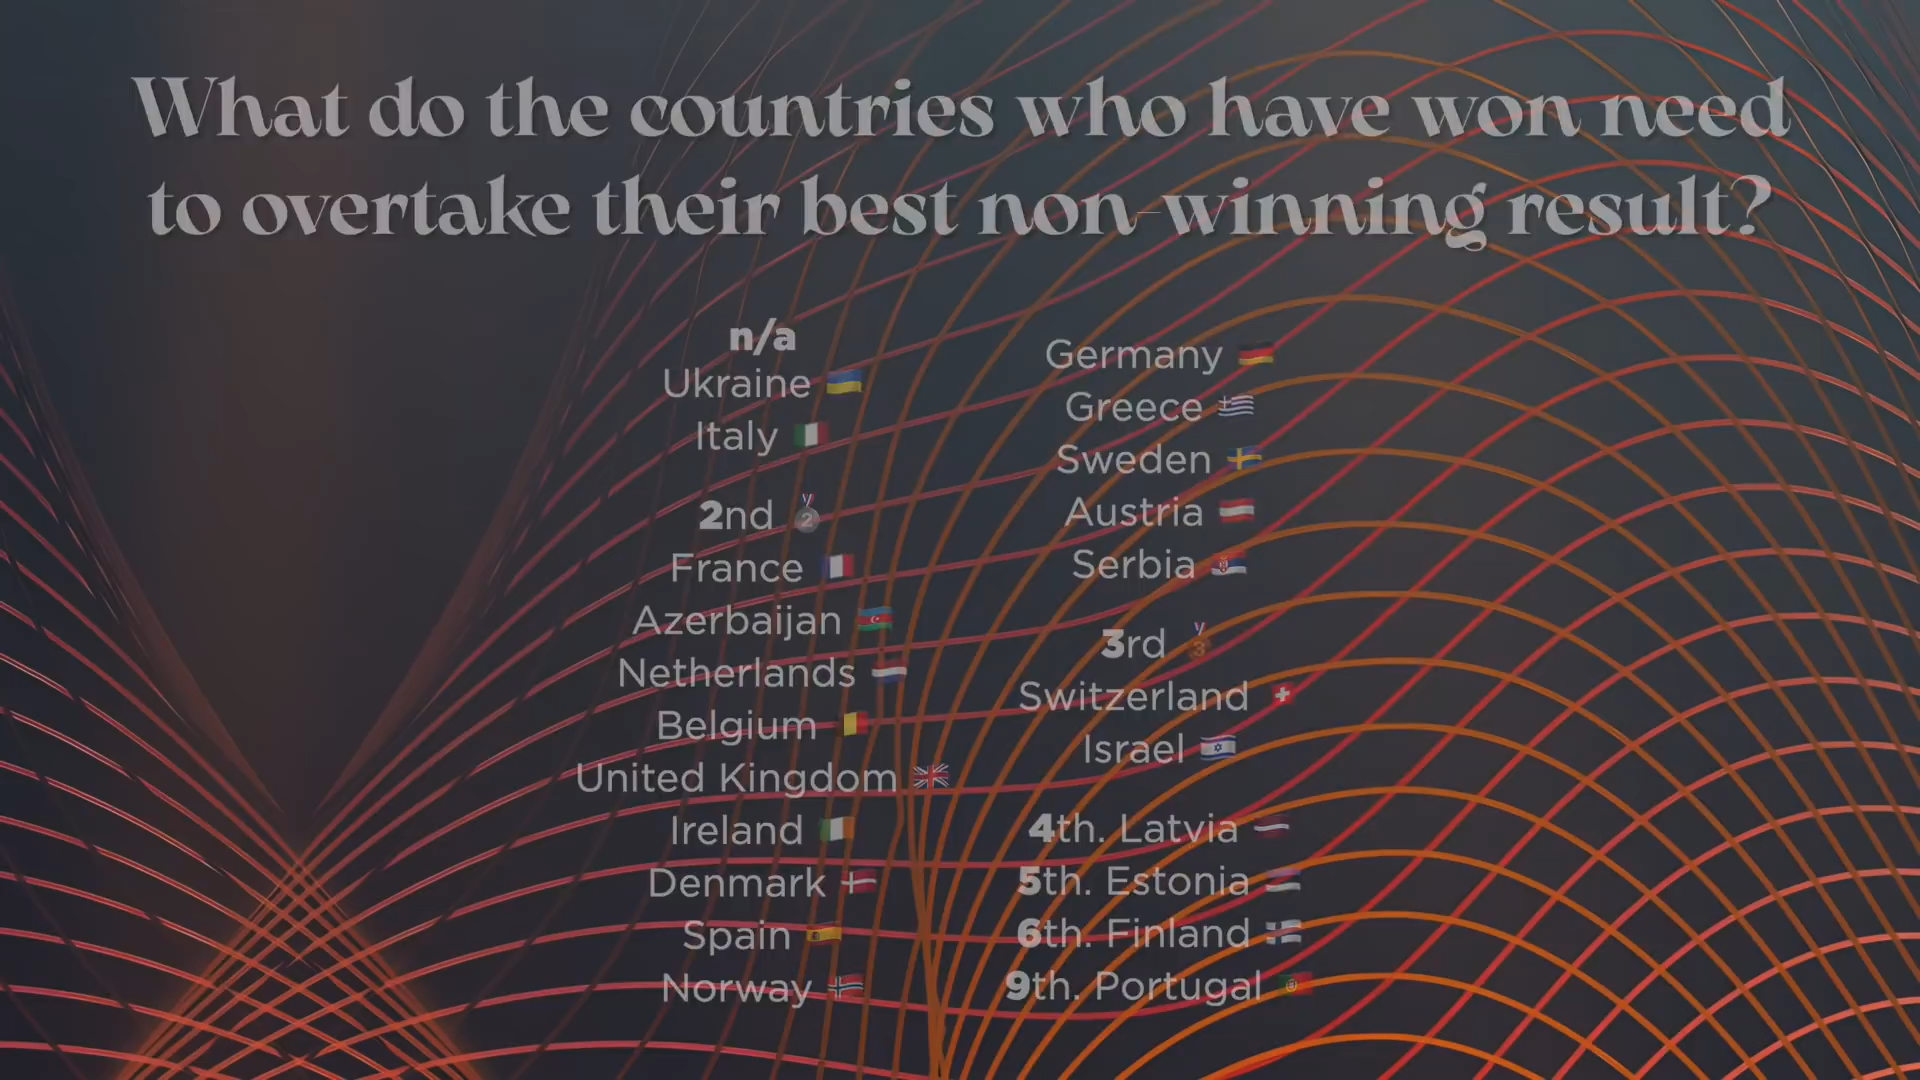 What do the countries who have won need
to overtake their best non-winning result?
n/a
Ukraine
Italy
2nd
France
Azerbaijan
Netherlands
Belgium
United Kingdom
Ireland
Denmark
Spain
Norway
Germany
Greece
Sweden
Austria
Serbia
3rd
Switzerland
Israel
4th. Latvia
5th. Estonia
6th. Finland
9th. Portugal